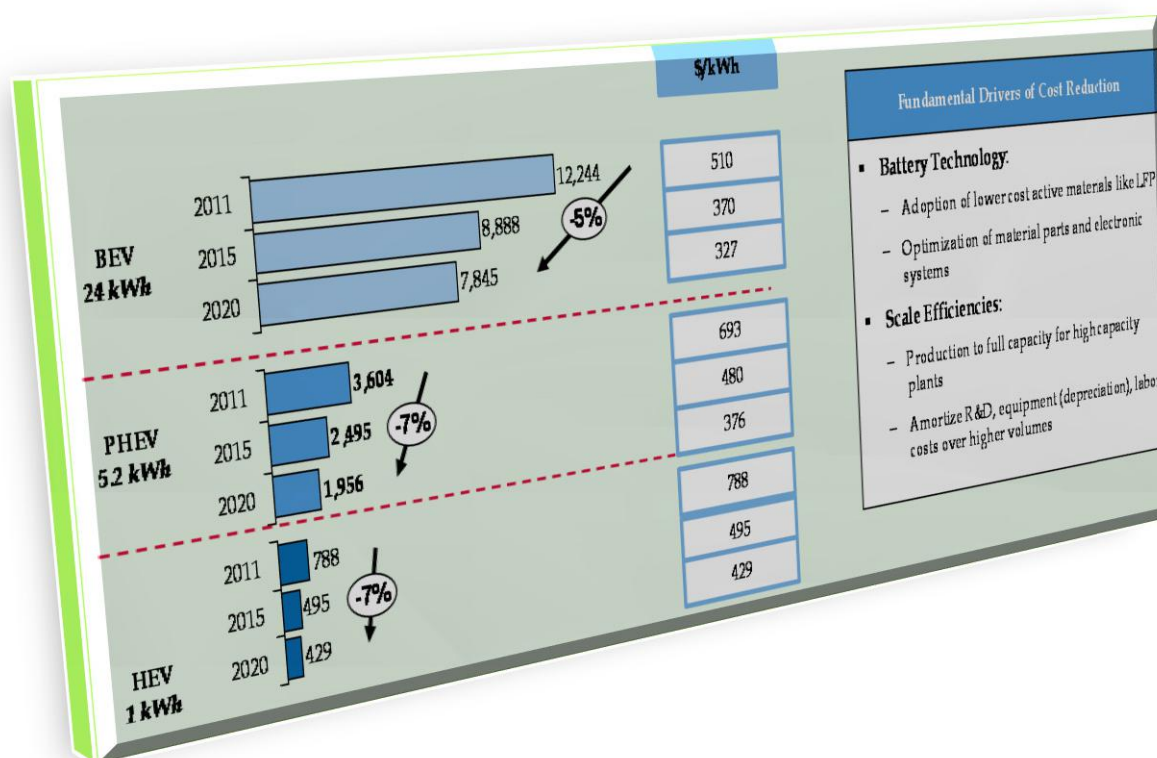 $/kWh
BEV
24 kWh
2011
12,244
2015
8,888
2020
7,845
-5%
510
370
327
PHEV
5.2 kWh
2011
3,604
2015
2,495
2020
1,956
-7%
693
480
376
HEV
1 kWh
2011
788
2015
495
2020
429
-7%
788
495
429
Fundamental Drivers of Cost Reduction
▪ Battery Technology:
– Adoption of lower cost active materials like LFP
– Optimization of material parts and electronic
systems
▪ Scale Efficiencies:
– Production to full capacity for high capacity
plants
– Amortize R&D, equipment (depreciation), labo
costs over higher volumes